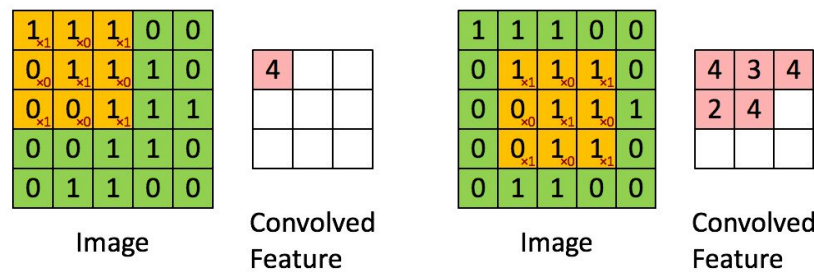 1×1 1×0 1×1 0 0
0×0 1×1 1×0 1 0
0×1 0×0 1×1 1 1
0 0 1 1 0
0 1 1 0 0
Image
4
Convolved
Feature
1 1 1 0 0
0 1×1 1×0 1×1 0
0 0×0 1×1 1×0 1
0 0×1 1×0 1×1 0
0 1 1 0 0
Image
4 3 4
2 4
Convolved
Feature